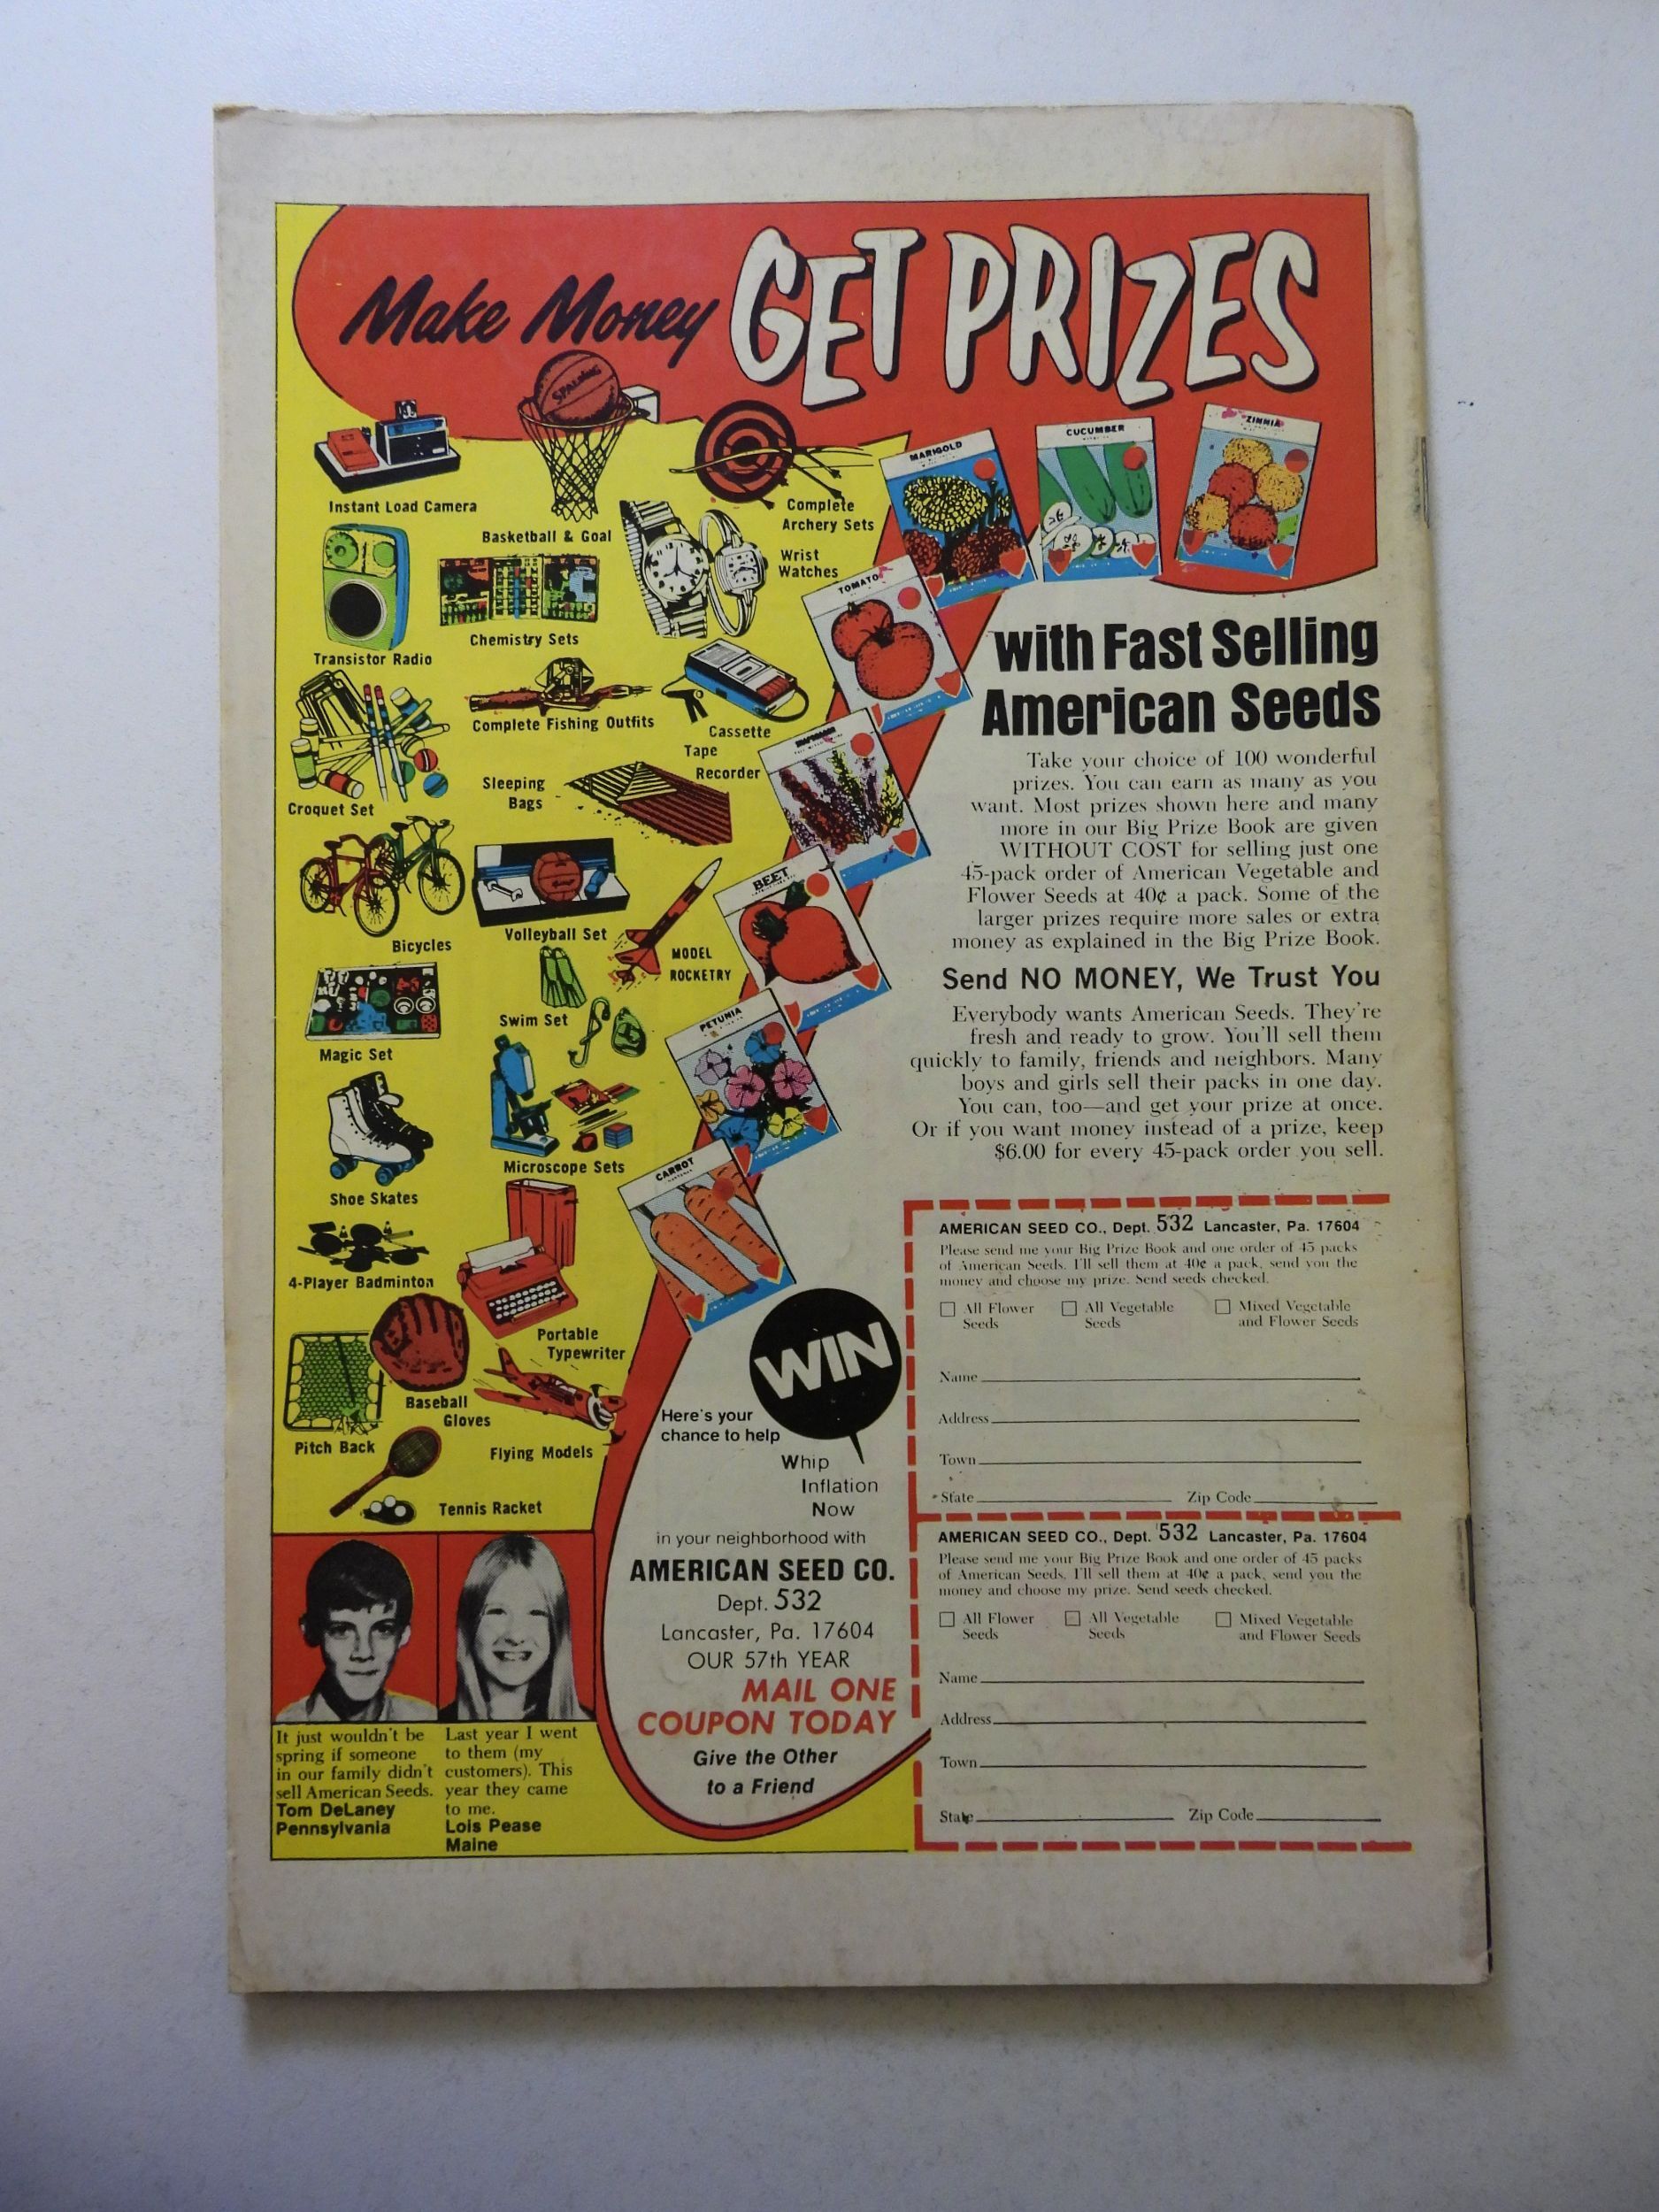 Make Money GET PRIZES
SPALDING
Instant Load Camera
Basketball & Goal
Complete
Archery Sets
Wrist
Watches
Chemistry Sets
Transistor Radio
Complete Fishing Outfits
Cassette
Tape
Recorder
Croquet Set
Sleeping
Bags
Bicycles
Volleyball Set
MODEL
ROCKETRY
Magic Set
Swim Set
Shoe Skates
Microscope Sets
4-Player Badminton
Portable
Typewriter
Baseball
Gloves
Pitch Back
Flying Models
Tennis Racket
MARIGOLD
CUCUMBER
ZINNIA
TOMATO
BEET
PETUNIA
CARROT
with Fast Selling
American Seeds
Take your choice of 100 wonderful
prizes. You can earn as many as you
want. Most prizes shown here and many
more in our Big Prize Book are given
WITHOUT COST for selling just one
45-pack order of American Vegetable and
Flower Seeds at 40¢ a pack. Some of the
larger prizes require more sales or extra
money as explained in the Big Prize Book.
Send NO MONEY, We Trust You
Everybody wants American Seeds. They're
fresh and ready to grow. You'll sell them
quickly to family, friends and neighbors. Many
boys and girls sell their packs in one day.
You can, too—and get your prize at once.
Or if you want money instead of a prize, keep
$6.00 for every 45-pack order you sell.
WIN
Here's your
chance to help
Whip
Inflation
Now
in your neighborhood with
AMERICAN SEED CO.
Dept. 532
Lancaster, Pa. 17604
OUR 57th YEAR
MAIL ONE
COUPON TODAY
Give the Other
to a Friend
It just wouldn't be
spring if someone
in our family didn't
sell American Seeds.
Tom DeLaney
Pennsylvania
Last year I went
to them (my
customers). This
year they came
to me.
Lois Pease
Maine
AMERICAN SEED CO., Dept. 532 Lancaster, Pa. 17604
Please send me your Big Prize Book and one order of 45 packs
of American Seeds. I'll sell them at 40¢ a pack, send you the
money and choose my prize. Send seeds checked.
All Flower
Seeds
All Vegetable
Seeds
Mixed Vegetable
and Flower Seeds
Name
Address
Town
State Zip Code
AMERICAN SEED CO., Dept. 532 Lancaster, Pa. 17604
Please send me your Big Prize Book and one order of 45 packs
of American Seeds. I'll sell them at 40¢ a pack, send you the
money and choose my prize. Send seeds checked.
All Flower
Seeds
All Vegetable
Seeds
Mixed Vegetable
and Flower Seeds
Name
Address
Town
State Zip Code